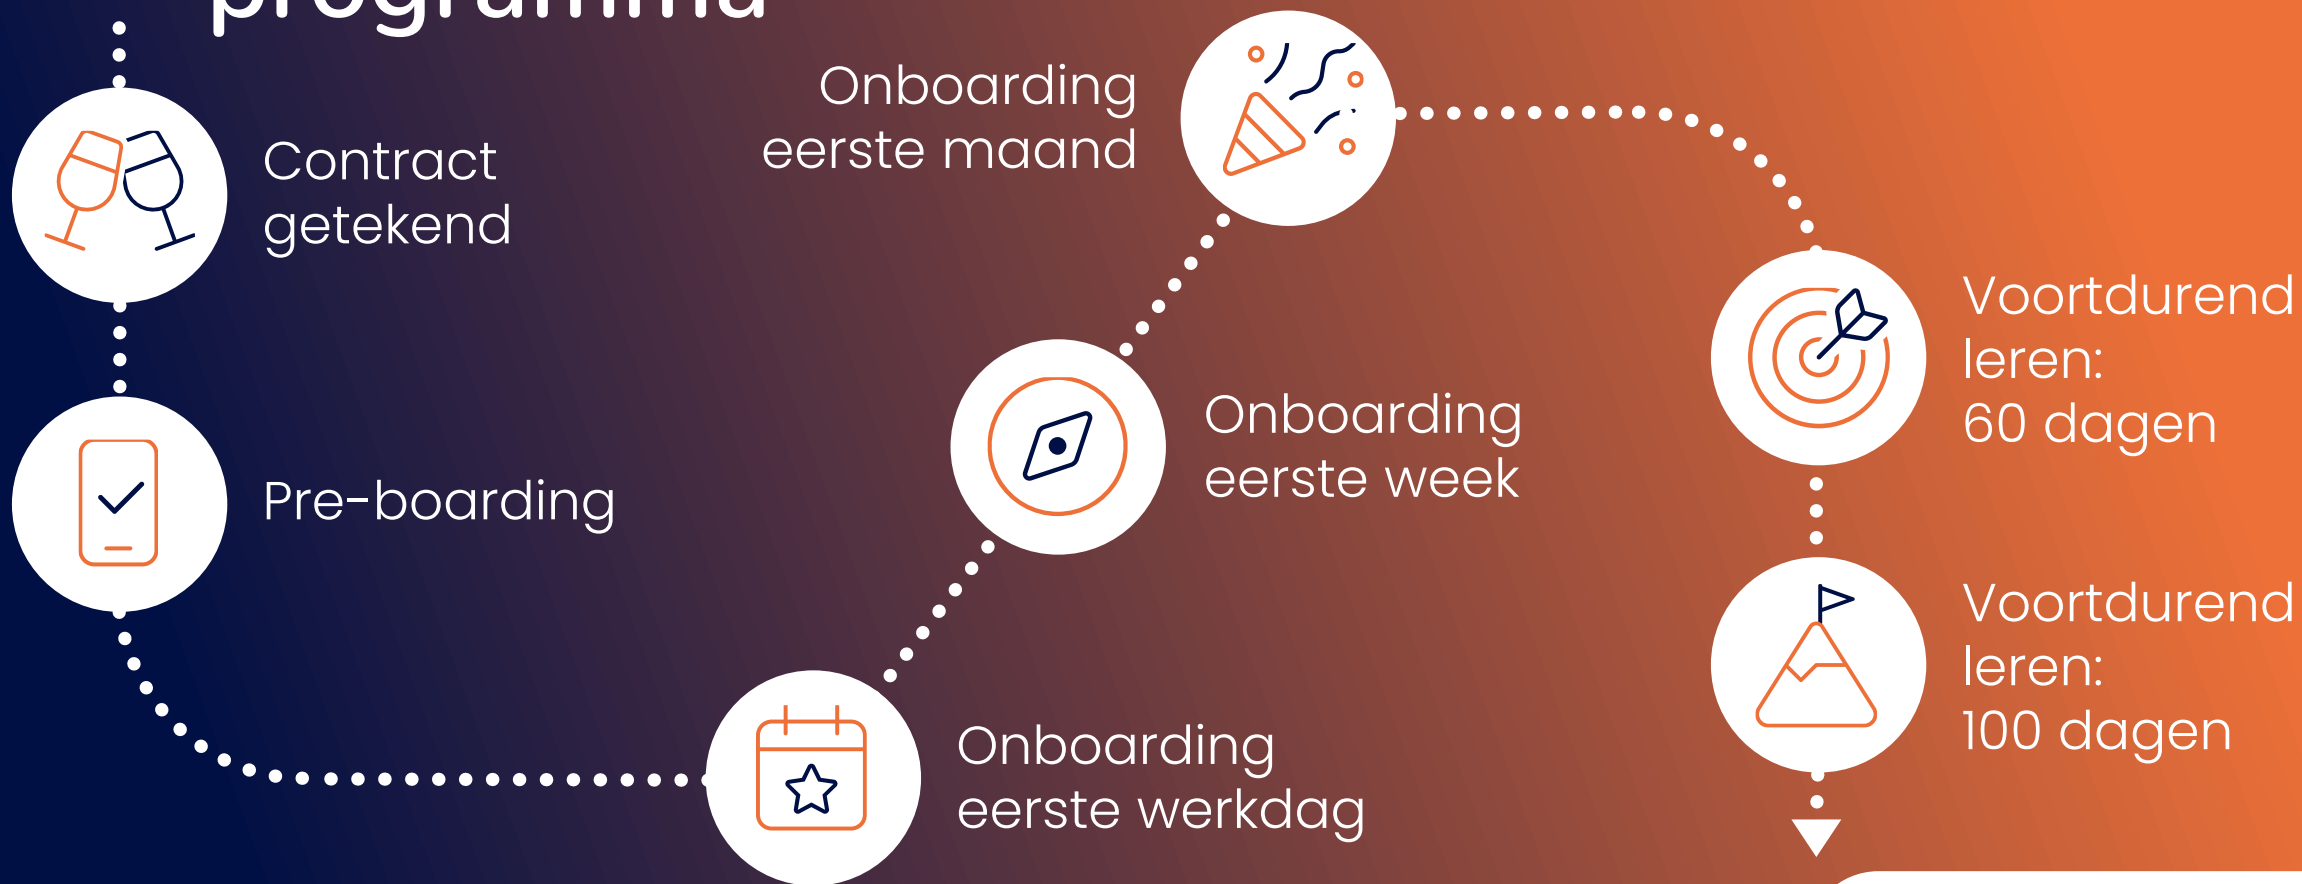 programma
Contract
getekend
Pre-boarding
Onboarding
eerste werkdag
Onboarding
eerste week
Onboarding
eerste maand
Voortdurend
leren:
60 dagen
Voortdurend
leren:
100 dagen